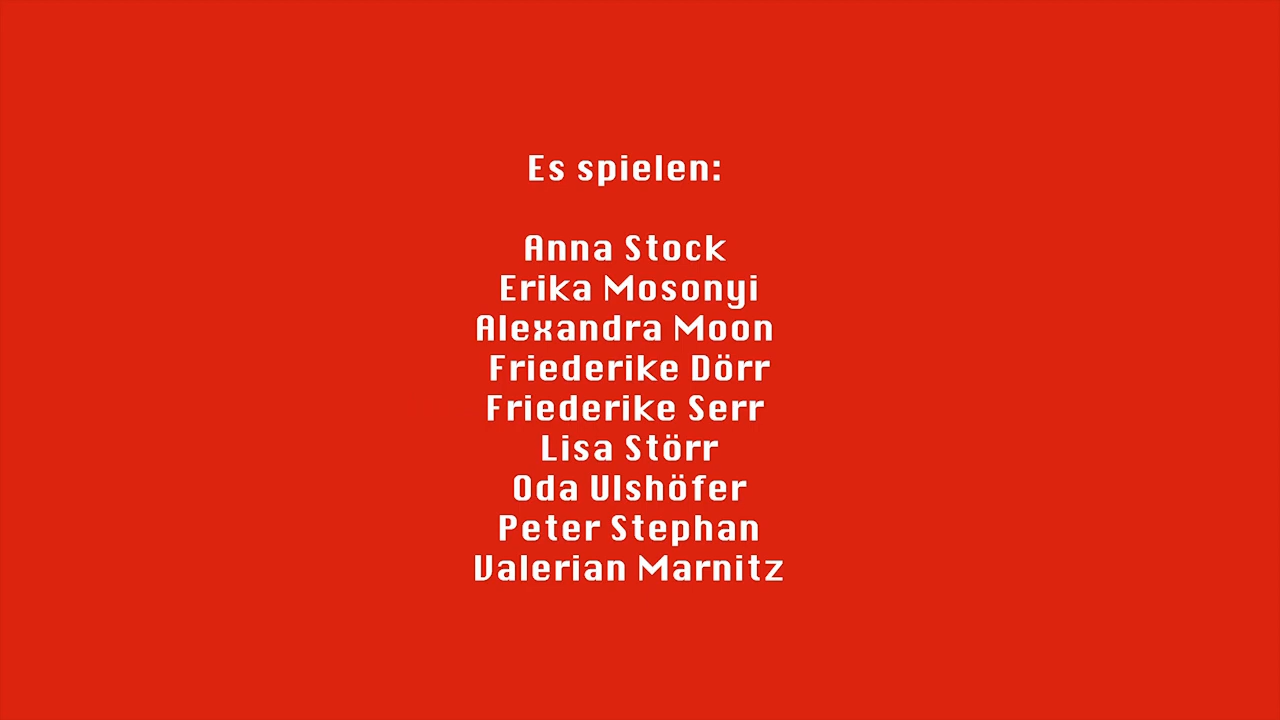 Es spielen:
Anna Stock
Erika Mosonyi
Alexandra Moon
Friederike Dörr
Friederike Serr
Lisa Störr
Oda Ulshöfer
Peter Stephan
Valerian Marnitz